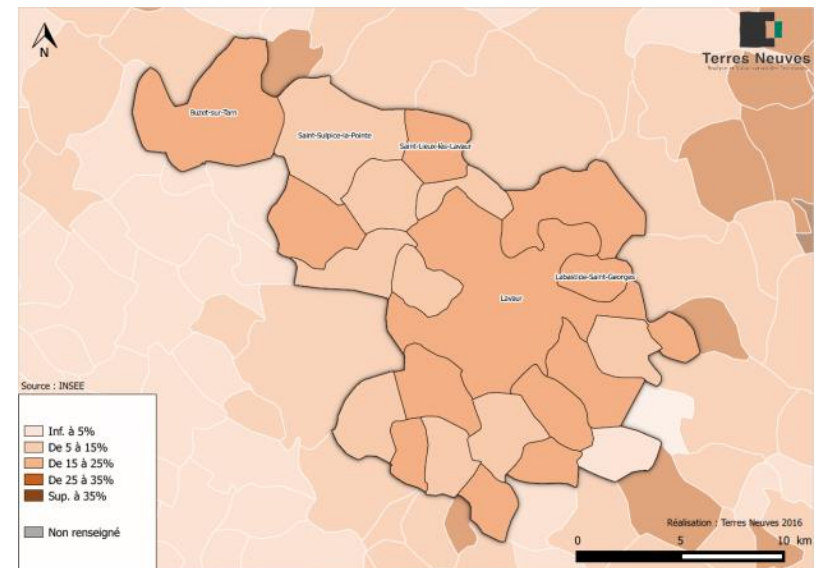 N
Terres Neuves
Buzet-sur-Tarn
Saint-Sulpice-la-Pointe
Saint-Lieux-lès-Lavaur
Labastide-Saint-Georges
Lavaur
Source : INSEE
Inf. à 5%
De 5 à 15%
De 15 à 25%
De 25 à 35%
Sup. à 35%
Non renseigné
Réalisation : Terres Neuves 2016
0 5 10 km